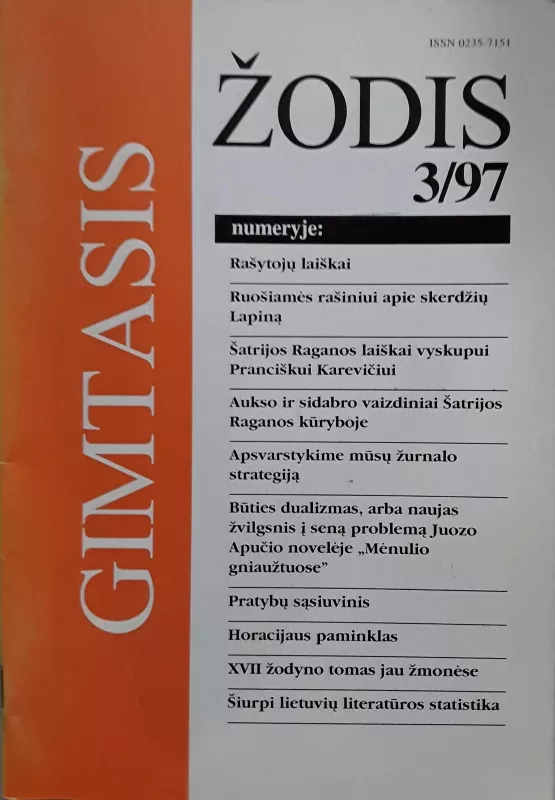 ISSN 0235-7151
GIMTASIS
ŽODIS
3/97
numeryje:
Rašytojų laiškai
Ruošiamės rašiniui apie skerdžių
Lapiną
Šatrijos Raganos laiškai vyskupui
Pranciškui Karevičiui
Aukso ir sidabro vaizdiniai Šatrijos
Raganos kūryboje
Apsvarstykime mūsų žurnalo
strategiją
Būties dualizmas, arba naujas
žvilgsnis į seną problemą Juozo
Apučio novelėje „Mėnulio
gniaužtuose”
Pratybų sąsiuvinis
Horacijaus paminklas
XVII žodyno tomas jau žmonėse
Šiurpi lietuvių literatūros statistika